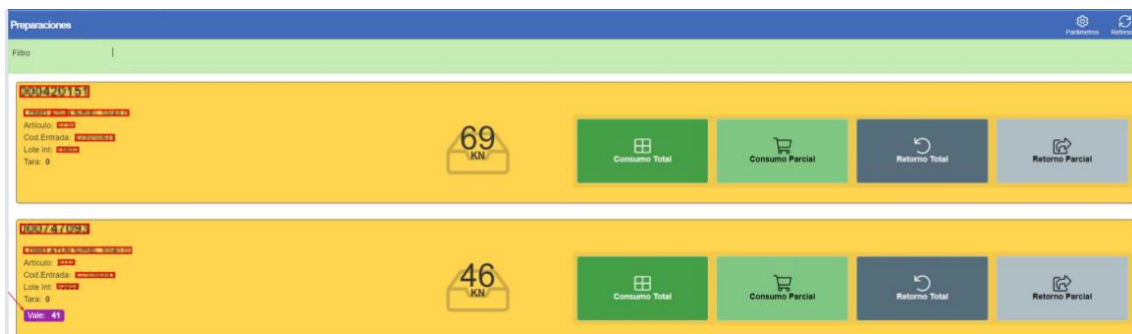 Preparaciones
Parámetros
Filtro
000420151
Artículo:
Cod.Entrada:
Lote Int:
Tara: 0
69
KN
Consumo Total
Consumo Parcial
Retorno Total
Retorno Parcial
Artículo:
Cod.Entrada:
Lote Int:
Tara: 0
Vale: 41
46
KN
Consumo Total
Consumo Parcial
Retorno Total
Retorno Parcial